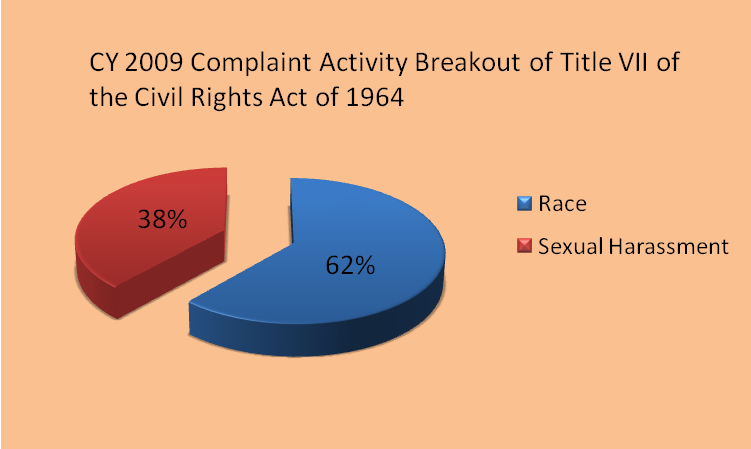 CY 2009 Complaint Activity Breakout of Title VII of
the Civil Rights Act of 1964
38%
62%
Race
Sexual Harassment